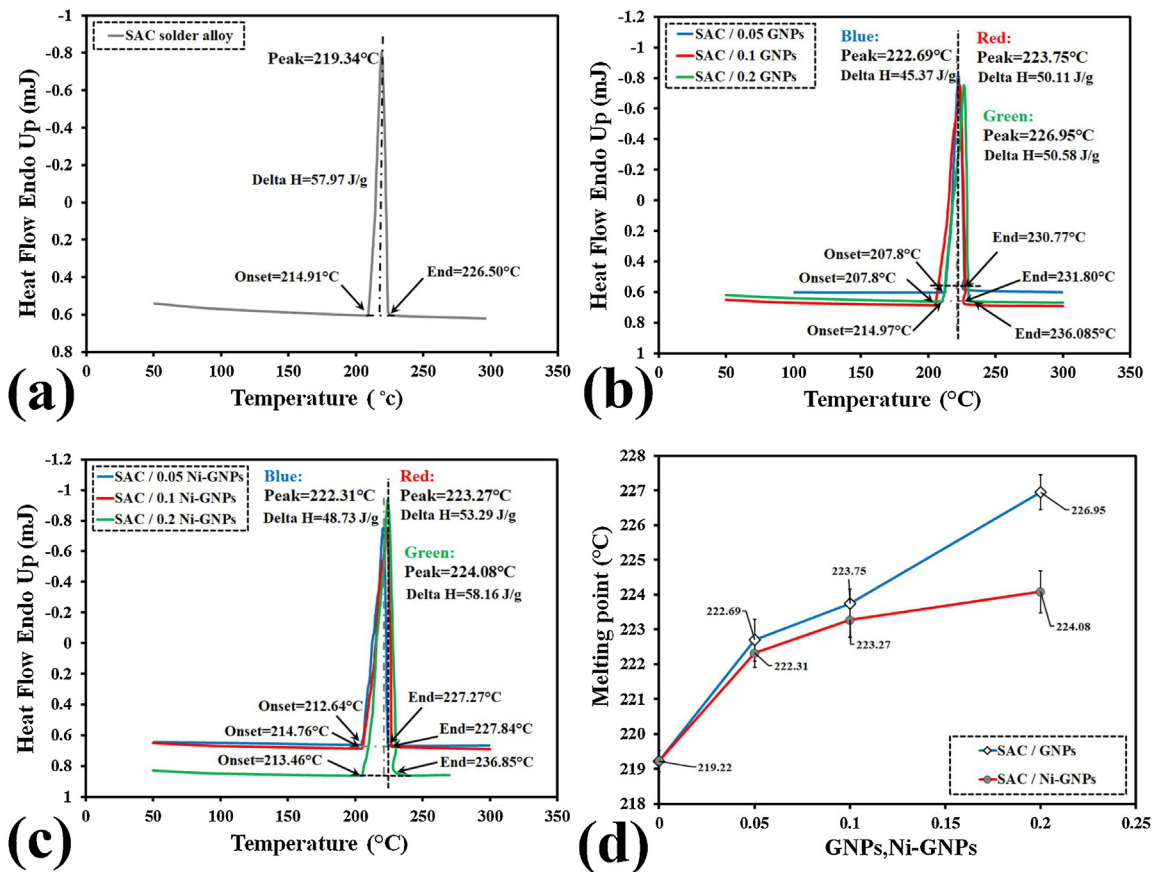 SAC solder alloy
Peak=219.34°C
Delta H=57.97 J/g
Onset=214.91°C
End=226.50°C
Heat Flow Endo Up (mJ)
-1
-0.8
-0.6
-0.4
-0.2
0
0.2
0.4
0.6
0.8
0
50
100
150
200
250
300
350
Temperature (°c)
(a)
SAC / 0.05 GNPs
SAC / 0.1 GNPs
SAC / 0.2 GNPs
Blue:
Peak=222.69°C
Delta H=45.37 J/g
Red:
Peak=223.75°C
Delta H=50.11 J/g
Green:
Peak=226.95°C
Delta H=50.58 J/g
Onset=207.8°C
Onset=207.8°C
Onset=214.97°C
End=230.77°C
End=231.80°C
End=236.085°C
Heat Flow Endo Up (mJ)
-1.2
-1
-0.8
-0.6
-0.4
-0.2
0
0.2
0.4
0.6
0.8
1
0
50
100
150
200
250
300
350
Temperature (°C)
(b)
SAC / 0.05 Ni-GNPs
SAC / 0.1 Ni-GNPs
SAC / 0.2 Ni-GNPs
Blue:
Peak=222.31°C
Delta H=48.73 J/g
Red:
Peak=223.27°C
Delta H=53.29 J/g
Green:
Peak=224.08°C
Delta H=58.16 J/g
Onset=212.64°C
Onset=214.76°C
Onset=213.46°C
End=227.27°C
End=227.84°C
End=236.85°C
Heat Flow Endo Up (mJ)
-1.2
-1
-0.8
-0.6
-0.4
-0.2
0
0.2
0.4
0.6
0.8
1
0
50
100
150
200
250
300
350
Temperature (°C)
(c)
Melting point (°C)
228
227
226
225
224
223
222
221
220
219
218
226.95
223.75
222.69
224.08
223.27
222.31
219.22
SAC / GNPs
SAC / Ni-GNPs
0
0.05
0.1
0.15
0.2
0.25
GNPs,Ni-GNPs
(d)